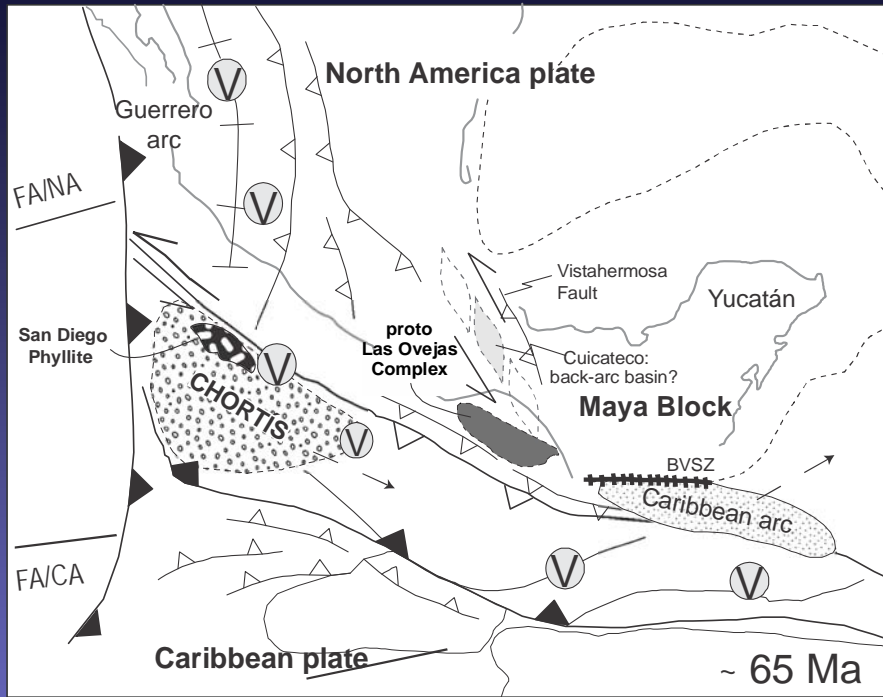 North America plate
V
Guerrero
arc
V
FA/NA
Vistahermosa
Fault
Yucatán
San Diego
Phyllite
proto
Las Ovejas
Complex
Cuicateco:
back-arc basin?
V
CHORTÍS
Maya Block
V
BVSZ
Caribbean arc
FA/CA
V
V
Caribbean plate
~ 65 Ma